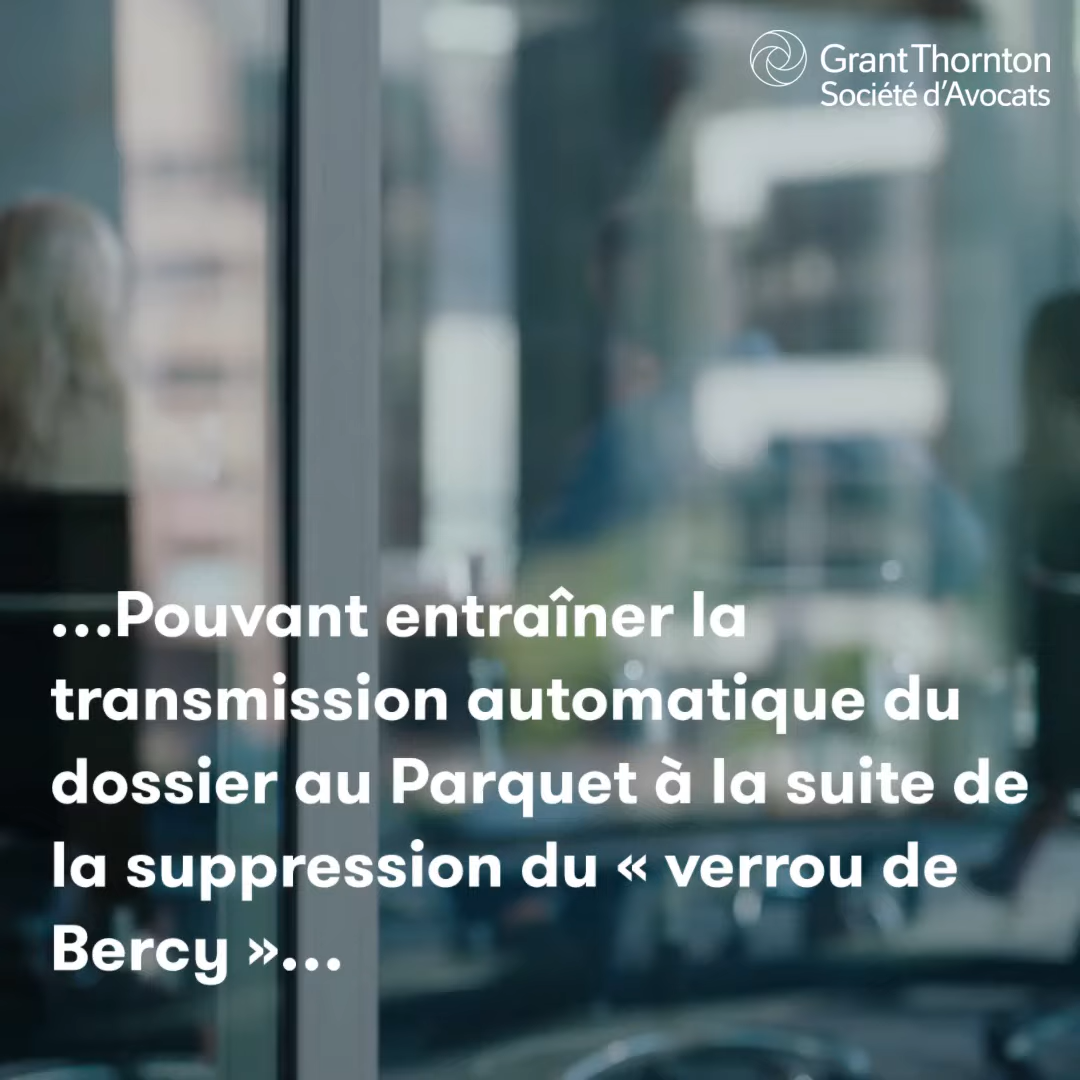 Grant Thornton
Société d'Avocats
...Pouvant entraîner la
transmission automatique du
dossier au Parquet à la suite de
la suppression du « verrou de
Bercy »...